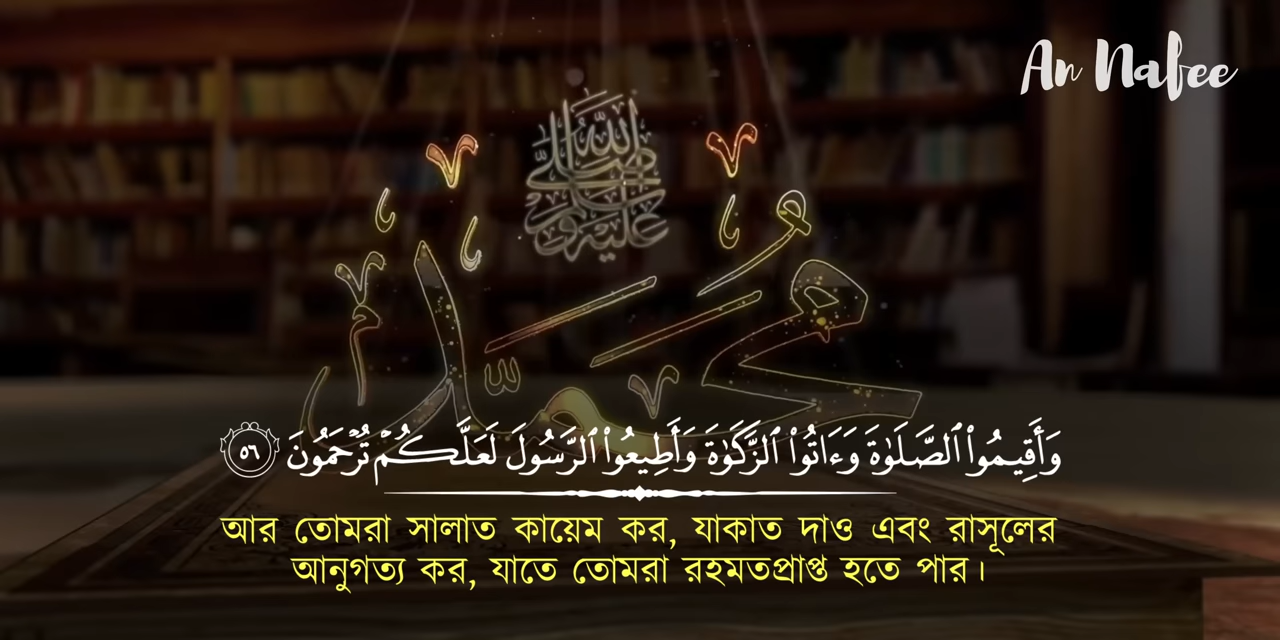 An Nafee
صلى الله عليه وسلم
محمد
وَأَقِيمُوا۟ ٱلصَّلَوٰةَ وَءَاتُوا۟ ٱلزَّكَوٰةَ وَأَطِيعُوا۟ ٱلرَّسُولَ لَعَلَّكُمْ تُرْحَمُونَ ٥٦
আর তোমরা সালাত কায়েম কর, যাকাত দাও এবং রাসূলের
আনুগত্য কর, যাতে তোমরা রহমতপ্রাপ্ত হতে পার।